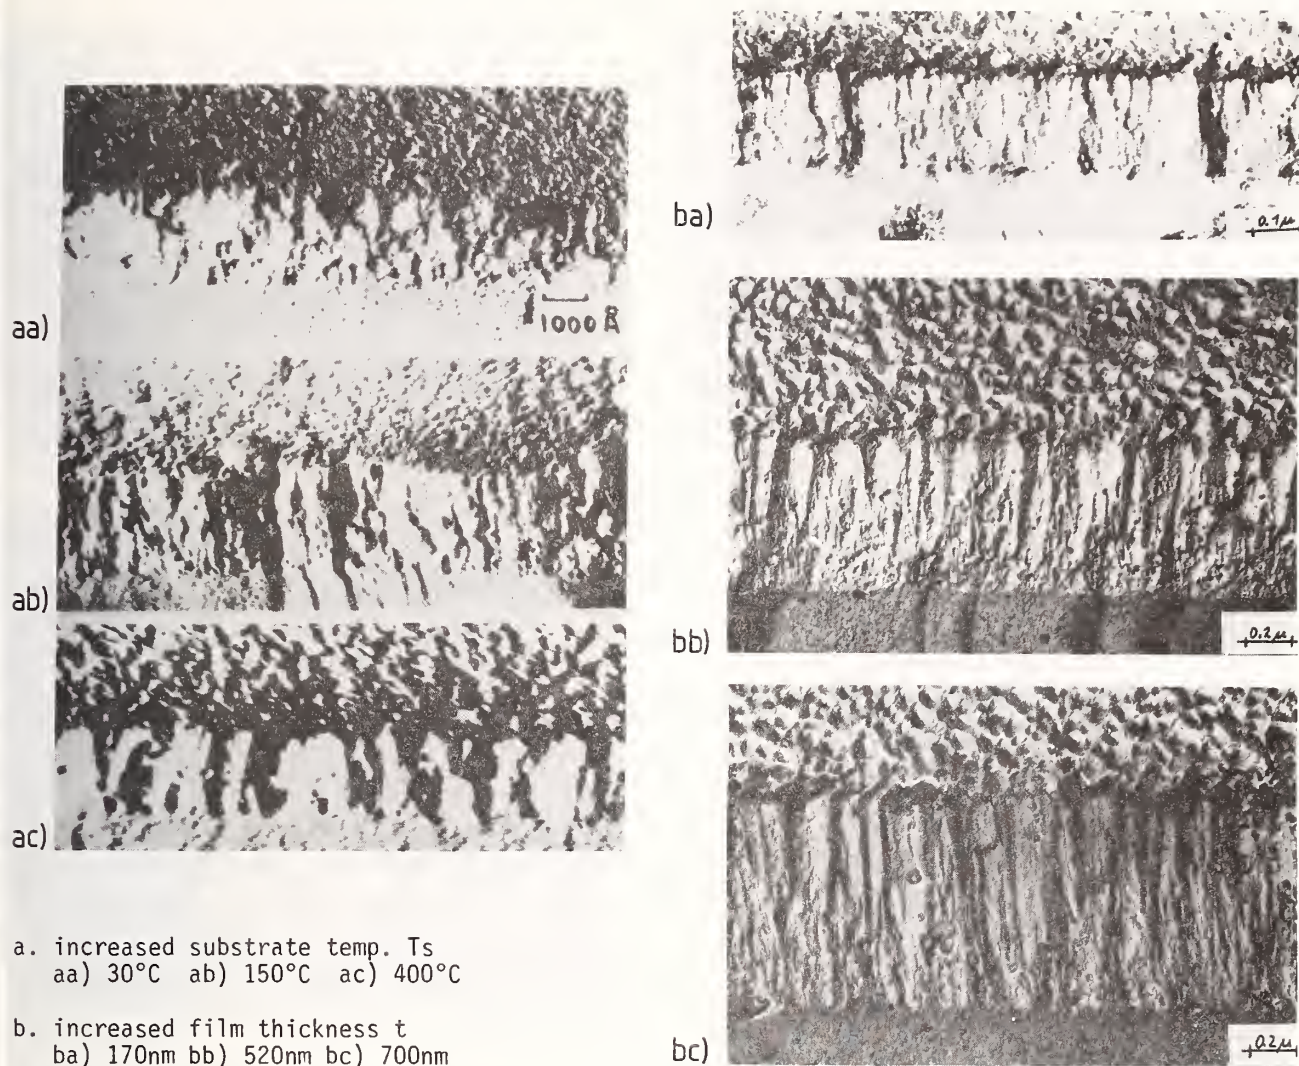 aa)
1000 Å
ab)
ac)
ba)
0.1µ
bb)
0.2µ
bc)
0.2µ
a. increased substrate temp. Ts
aa) 30°C ab) 150°C ac) 400°C
b. increased film thickness t
ba) 170nm bb) 520nm bc) 700nm